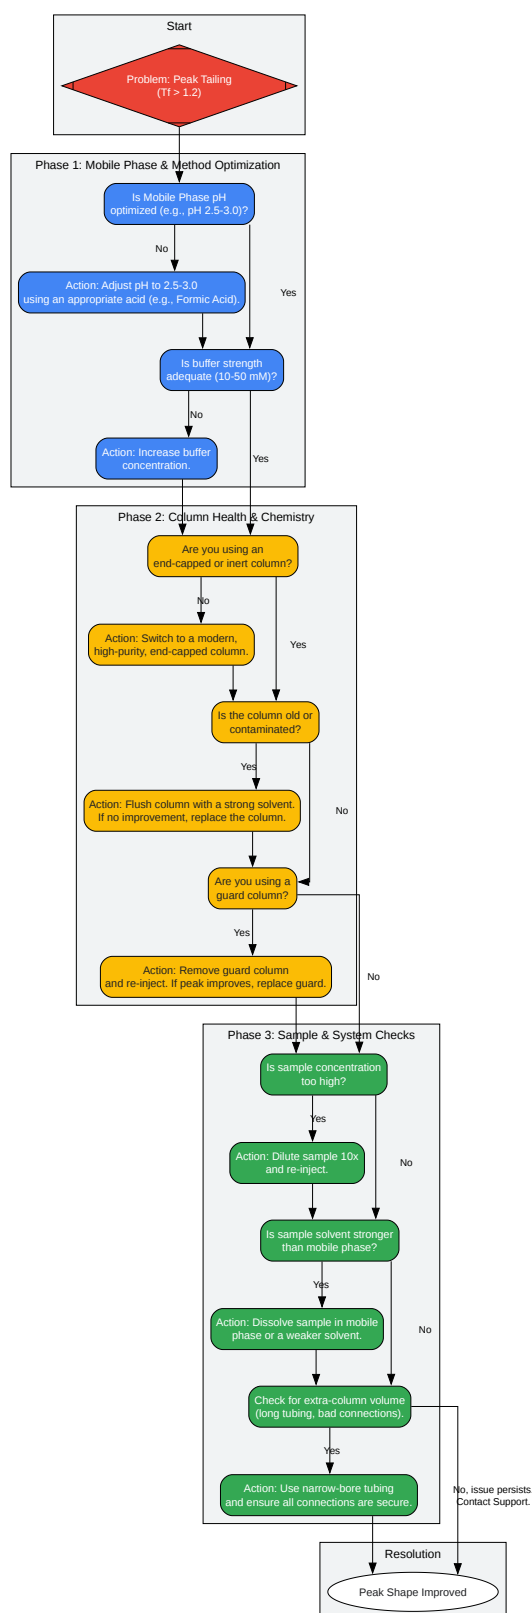 Start
Problem: Peak Tailing
(Tf > 1.2)
Phase 1: Mobile Phase & Method Optimization
Is Mobile Phase pH
optimized (e.g., pH 2.5-3.0)?
No
Action: Adjust pH to 2.5-3.0
using an appropriate acid (e.g., Formic Acid).
Yes
Is buffer strength
adequate (10-50 mM)?
No
Action: Increase buffer
concentration.
Yes
Phase 2: Column Health & Chemistry
Are you using an
end-capped or inert column?
No
Action: Switch to a modern,
high-purity, end-capped column.
Yes
Is the column old or
contaminated?
Yes
Action: Flush column with a strong solvent.
If no improvement, replace the column.
No
Are you using a
guard column?
Yes
Action: Remove guard column
and re-inject. If peak improves, replace guard.
No
Phase 3: Sample & System Checks
Is sample concentration
too high?
Yes
Action: Dilute sample 10x
and re-inject.
No
Is sample solvent stronger
than mobile phase?
Yes
Action: Dissolve sample in mobile
phase or a weaker solvent.
No
Check for extra-column volume
(long tubing, bad connections).
Yes
Action: Use narrow-bore tubing
and ensure all connections are secure.
No, issue persists.
Contact Support.
Resolution
Peak Shape Improved